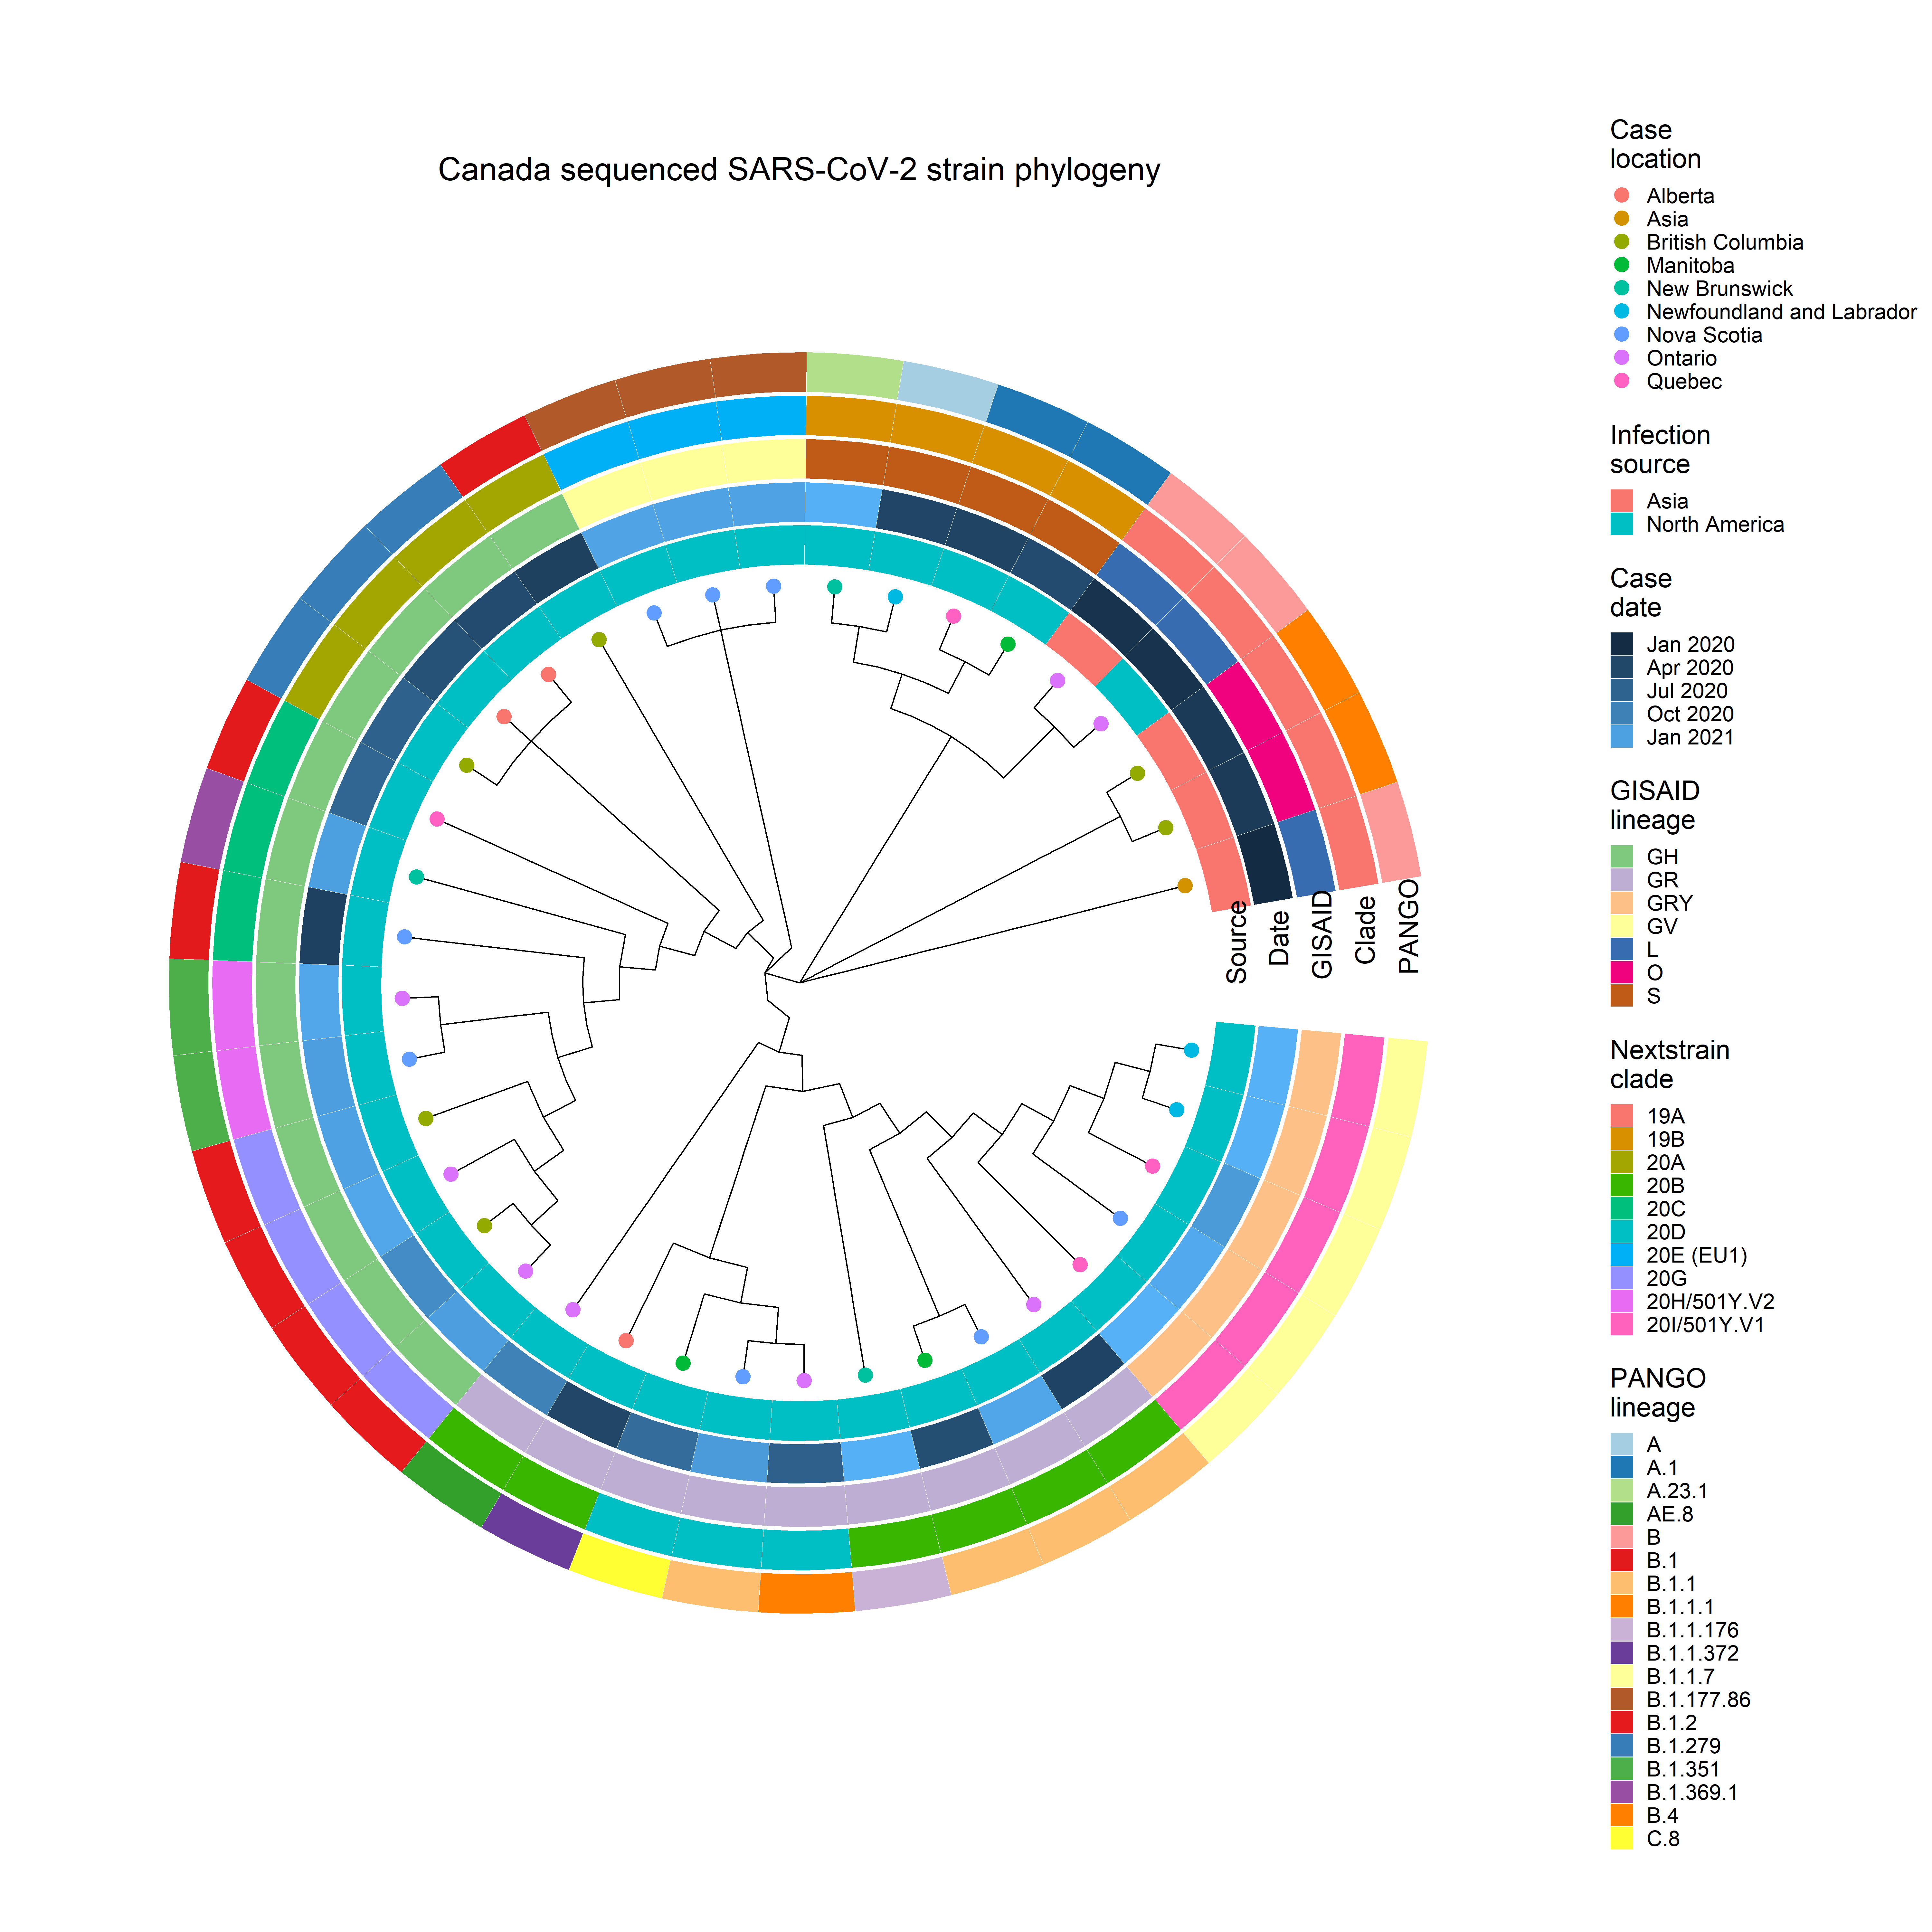 Canada sequenced SARS-CoV-2 strain phylogeny
Source
Date
GISAID
Clade
PANGO
Case
location
Alberta
Asia
British Columbia
Manitoba
New Brunswick
Newfoundland and Labrador
Nova Scotia
Ontario
Quebec
Infection
source
Asia
North America
Case
date
Jan 2020
Apr 2020
Jul 2020
Oct 2020
Jan 2021
GISAID
lineage
GH
GR
GRY
GV
L
O
S
Nextstrain
clade
19A
19B
20A
20B
20C
20D
20E (EU1)
20G
20H/501Y.V2
20I/501Y.V1
PANGO
lineage
A
A.1
A.23.1
AE.8
B
B.1
B.1.1
B.1.1.1
B.1.1.176
B.1.1.372
B.1.1.7
B.1.177.86
B.1.2
B.1.279
B.1.351
B.1.369.1
B.4
C.8